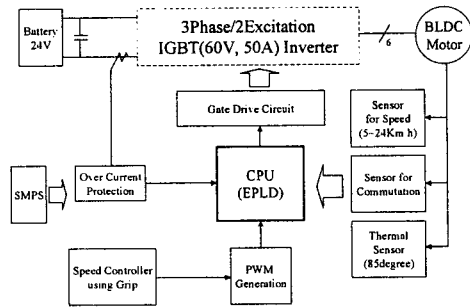 Battery
24V
3Phase/2Excitation
IGBT(60V, 50A) Inverter
6
BLDC
Motor
Gate Drive Circuit
Sensor
for Speed
(5~24Km h)
SMPS
Over Current
Protection
CPU
(EPLD)
Sensor for
Commutation
Speed Controller
using Grip
PWM
Generation
Thermal
Sensor
(85degree)